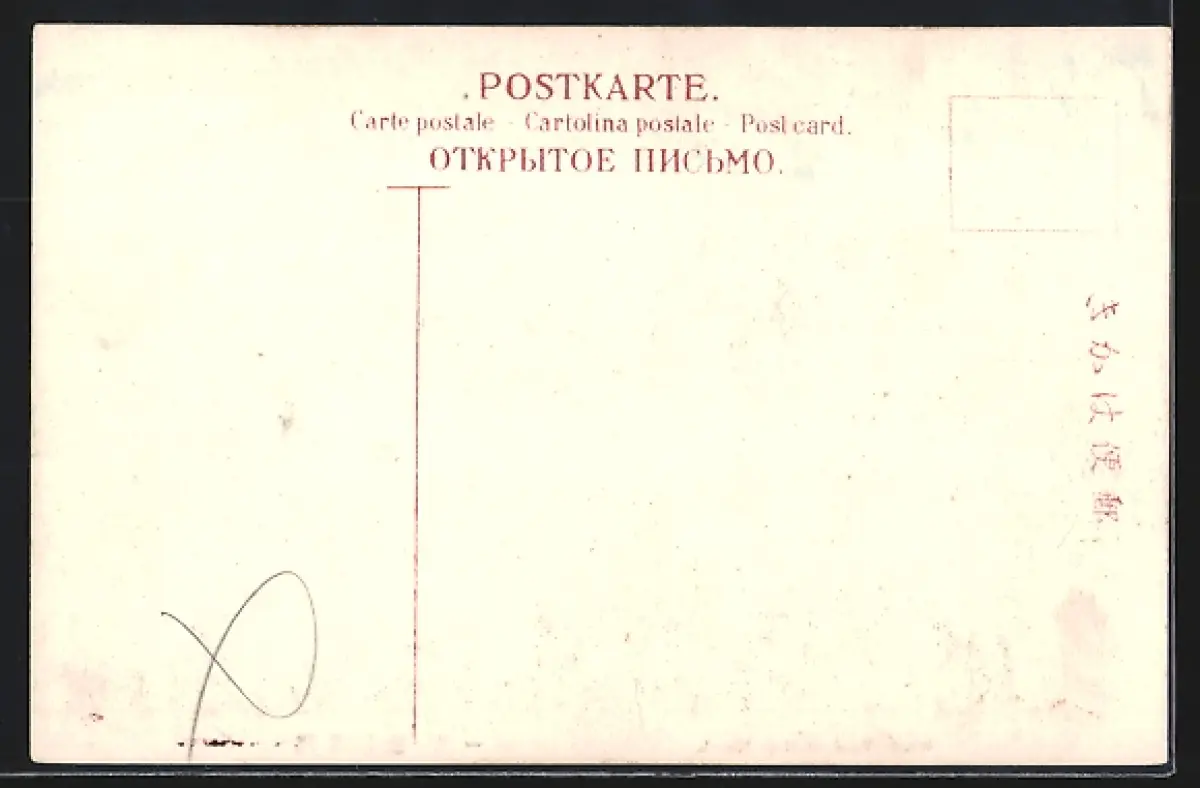 POSTKARTE.
Carte postale - Cartolina postale - Post card.
ОТКРЫТОЕ ПИСЬМО.
きかは便郵